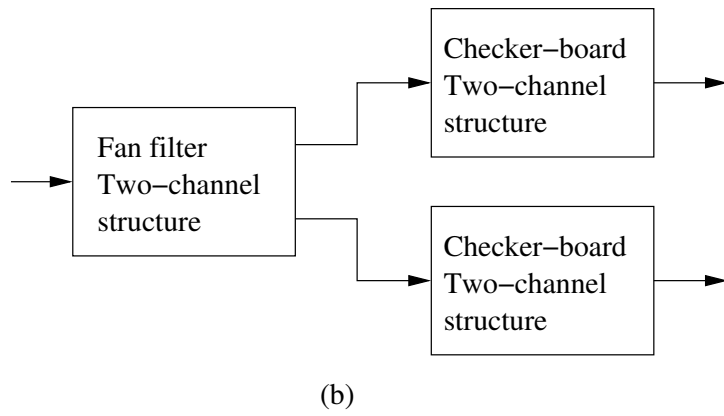 Fan filter
Two−channel
structure
Checker−board
Two−channel
structure
Checker−board
Two−channel
structure
(b)